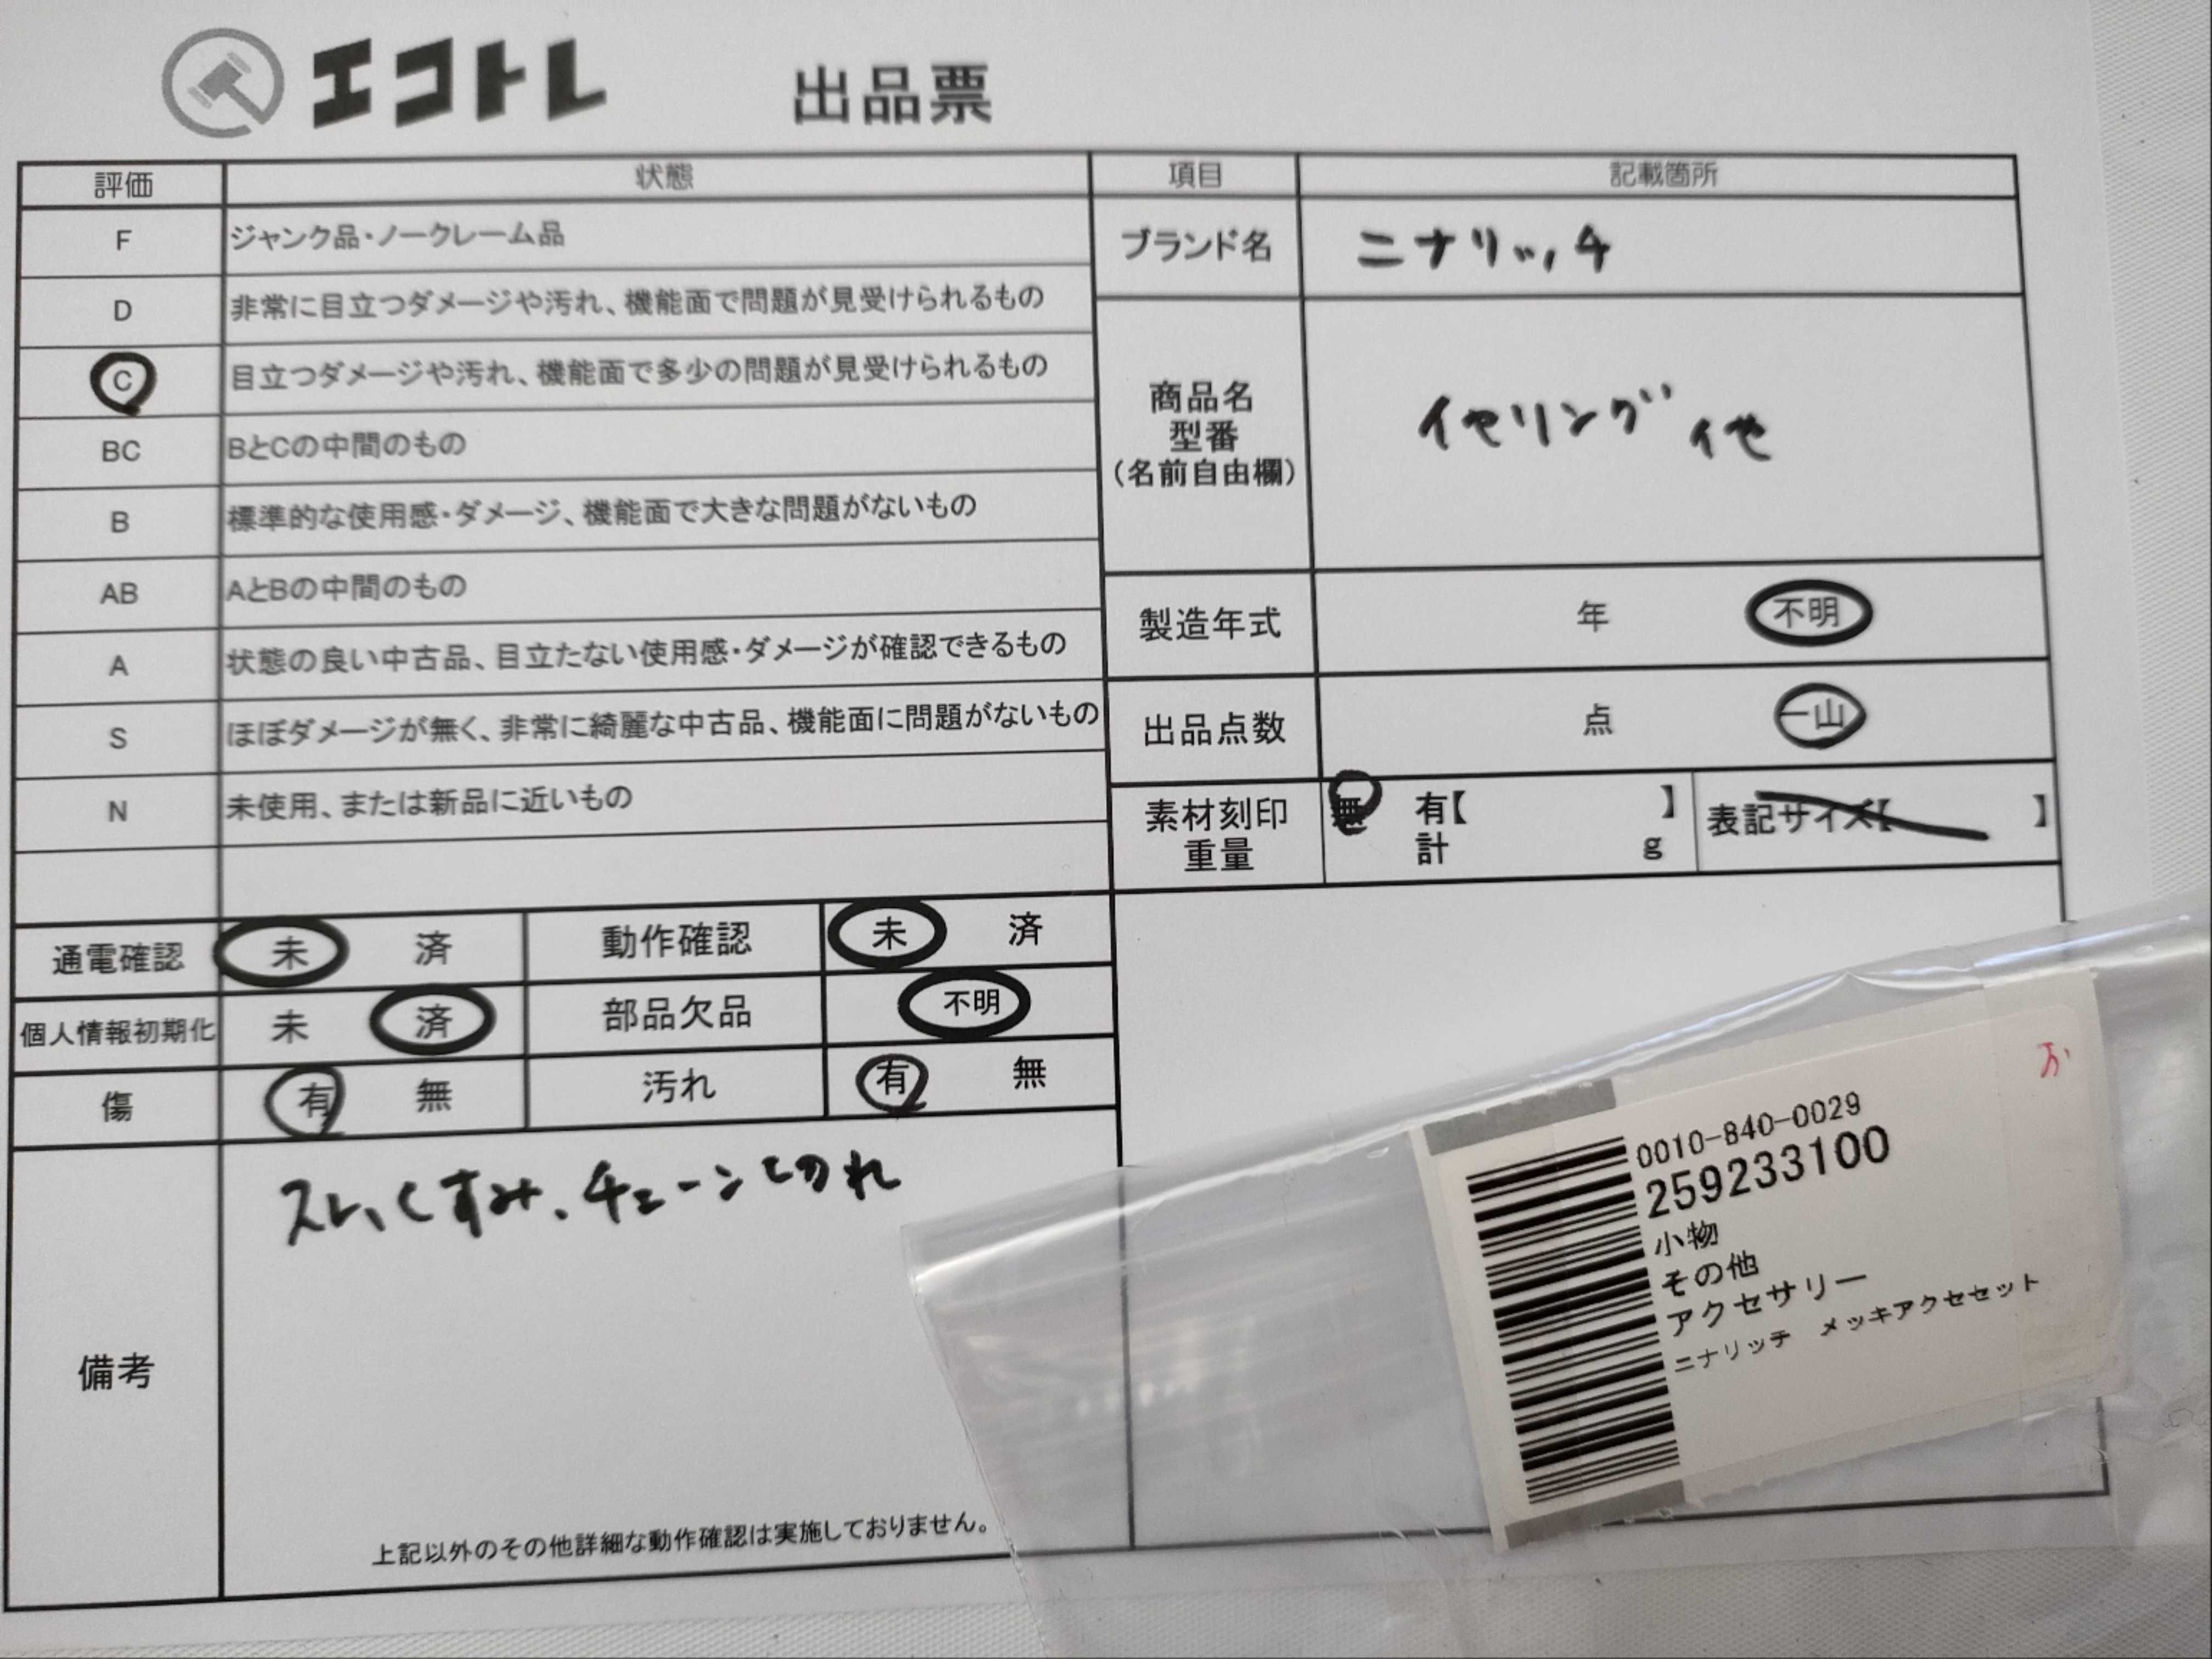 エコトレ 出品票
評価 状態
F ジャンク品・ノークレーム品
D 非常に目立つダメージや汚れ、機能面で問題が見受けられるもの
C 目立つダメージや汚れ、機能面で多少の問題が見受けられるもの
BC BとCの中間のもの
B 標準的な使用感・ダメージ、機能面で大きな問題がないもの
AB AとBの中間のもの
A 状態の良い中古品、目立たない使用感・ダメージが確認できるもの
S ほぼダメージが無く、非常に綺麗な中古品、機能面に問題がないもの
N 未使用、または新品に近いもの
項目 記載箇所
ブランド名 ニナリッチ
商品名
型番
(名前自由欄)
イヤリング 他
製造年式 年 不明
出品点数 点 一山
素材刻印 無 有【 】 表記サイズ【 】
重量 計 g
通電確認 未 済 動作確認 未 済
個人情報初期化 未 済 部品欠品 不明
傷 有 無 汚れ 有 無
備考
スレ、くすみ、チェーン切れ
上記以外のその他詳細な動作確認は実施しておりません。
0010-840-0029
259233100
小物
その他
アクセサリー
ニナリッチ メッキアクセセット